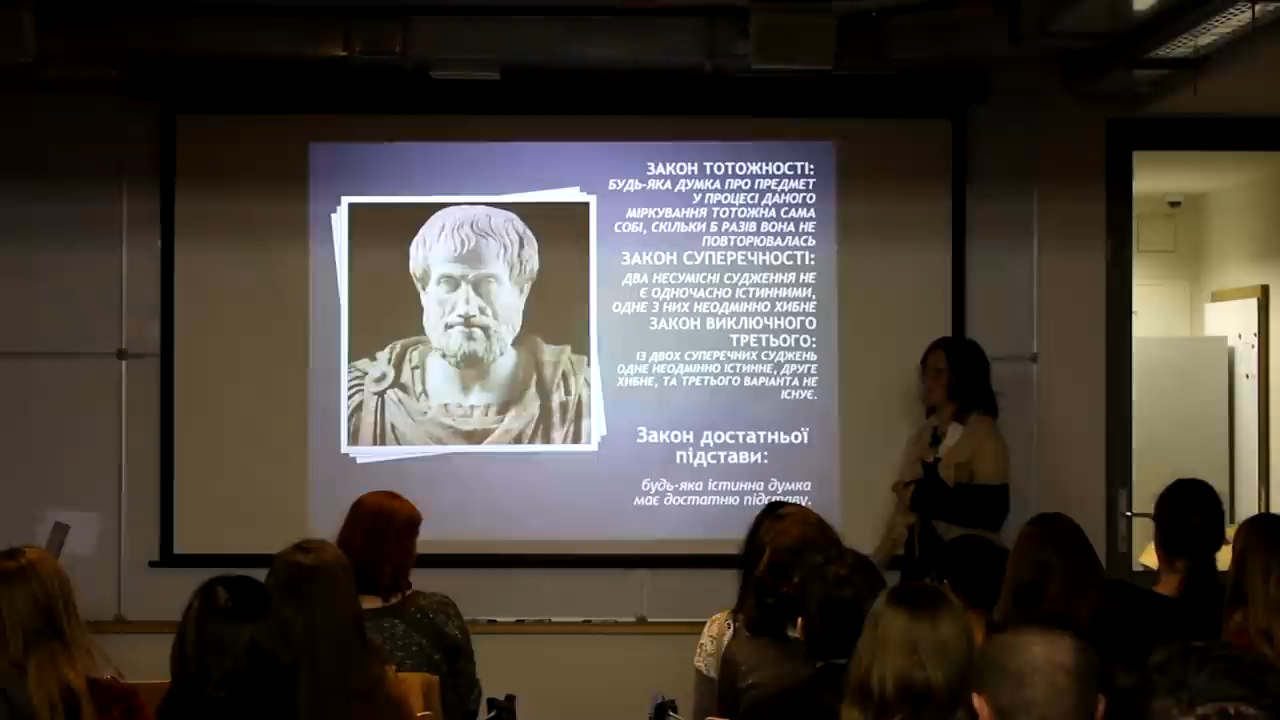 ЗАКОН ТОТОЖНОСТІ:
БУДЬ-ЯКА ДУМКА ПРО ПРЕДМЕТ
У ПРОЦЕСІ ДАНОГО
МІРКУВАННЯ ТОТОЖНА САМА
СОБІ, СКІЛЬКИ Б РАЗІВ ВОНА НЕ
ПОВТОРЮВАЛАСЬ
ЗАКОН СУПЕРЕЧНОСТІ:
ДВА НЕСУМІСНІ СУДЖЕННЯ НЕ
Є ОДНОЧАСНО ІСТИННИМИ,
ОДНЕ З НИХ НЕОДМІННО ХИБНЕ
ЗАКОН ВИКЛЮЧНОГО
ТРЕТЬОГО:
ІЗ ДВОХ СУПЕРЕЧНИХ СУДЖЕНЬ
ОДНЕ НЕОДМІННО ІСТИННЕ, ДРУГЕ
ХИБНЕ, ТА ТРЕТЬОГО ВАРІАНТА НЕ
ІСНУЄ.
Закон достатньої
підстави:
будь-яка істинна думка
має достатню підставу.